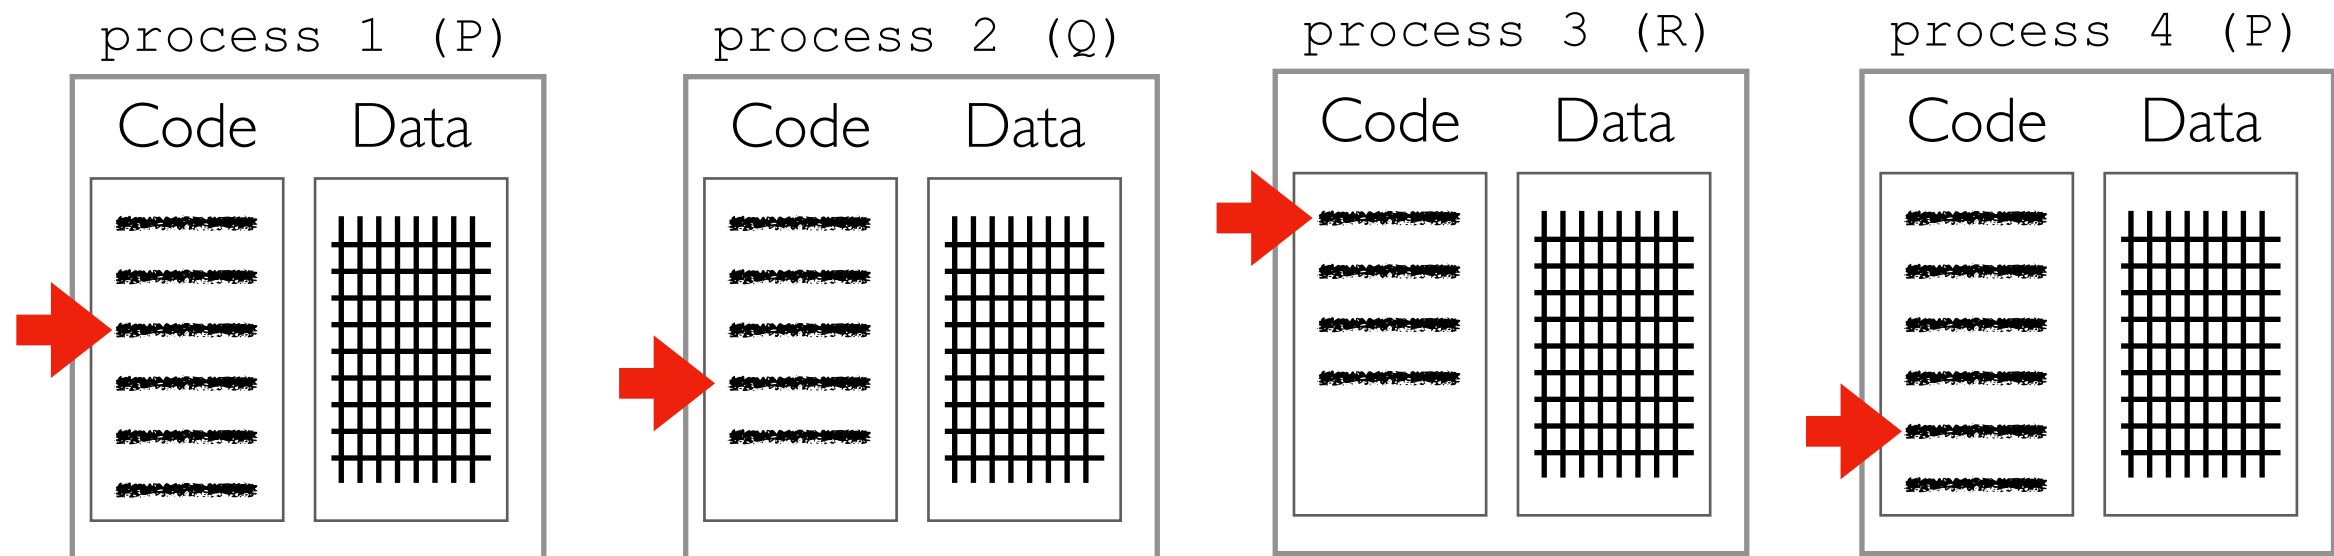 process 1 (P)
Code Data
process 2 (Q)
Code Data
process 3 (R)
Code Data
process 4 (P)
Code Data